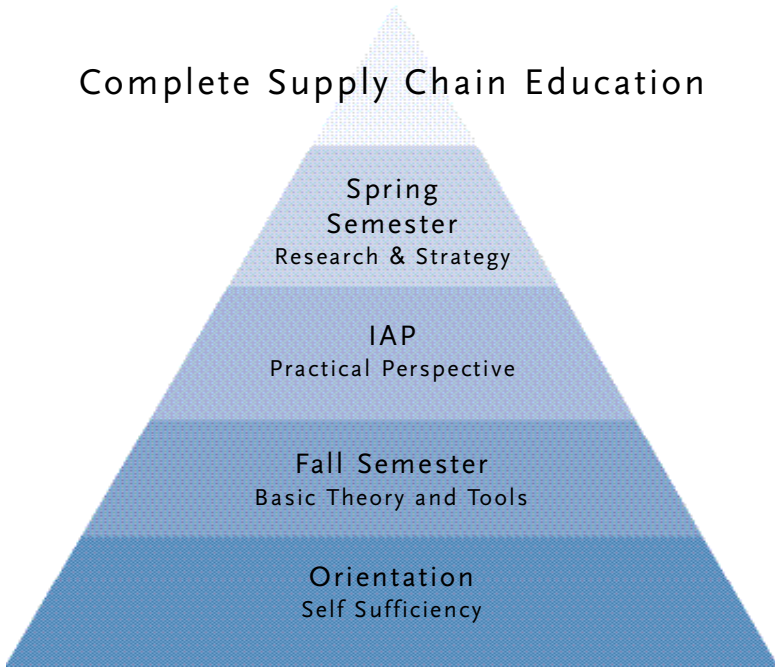 Complete Supply Chain Education
Spring
Semester
Research & Strategy
IAP
Practical Perspective
Fall Semester
Basic Theory and Tools
Orientation
Self Sufficiency